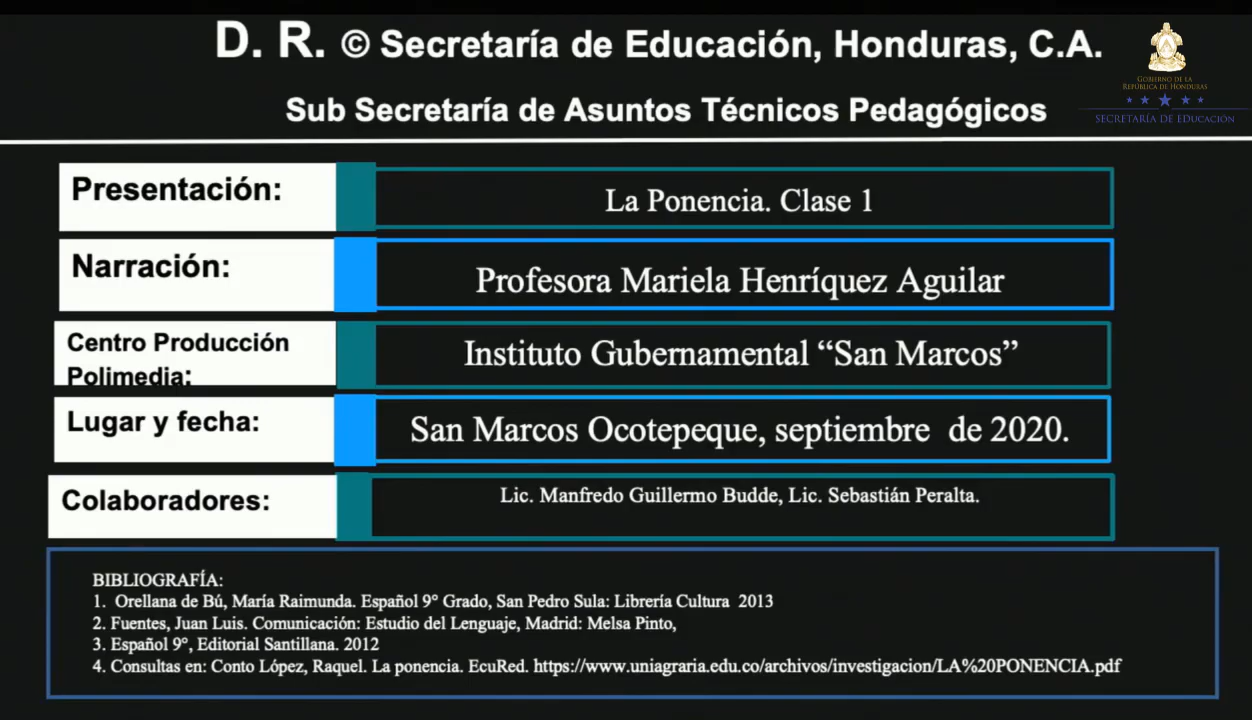 D. R. © Secretaría de Educación, Honduras, C.A.
Sub Secretaría de Asuntos Técnicos Pedagógicos
GOBIERNO DE LA
REPÚBLICA DE HONDURAS
SECRETARÍA DE EDUCACIÓN
Presentación:
La Ponencia. Clase 1
Narración:
Profesora Mariela Henríquez Aguilar
Centro Producción
Polimedia:
Instituto Gubernamental “San Marcos”
Lugar y fecha:
San Marcos Ocotepeque, septiembre de 2020.
Colaboradores:
Lic. Manfredo Guillermo Budde, Lic. Sebastián Peralta.
BIBLIOGRAFÍA:
1. Orellana de Bú, María Raimunda. Español 9° Grado, San Pedro Sula: Librería Cultura 2013
2. Fuentes, Juan Luis. Comunicación: Estudio del Lenguaje, Madrid: Melsa Pinto,
3. Español 9°, Editorial Santillana. 2012
4. Consultas en: Conto López, Raquel. La ponencia. EcuRed. https://www.uniagraria.edu.co/archivos/investigacion/LA%20PONENCIA.pdf